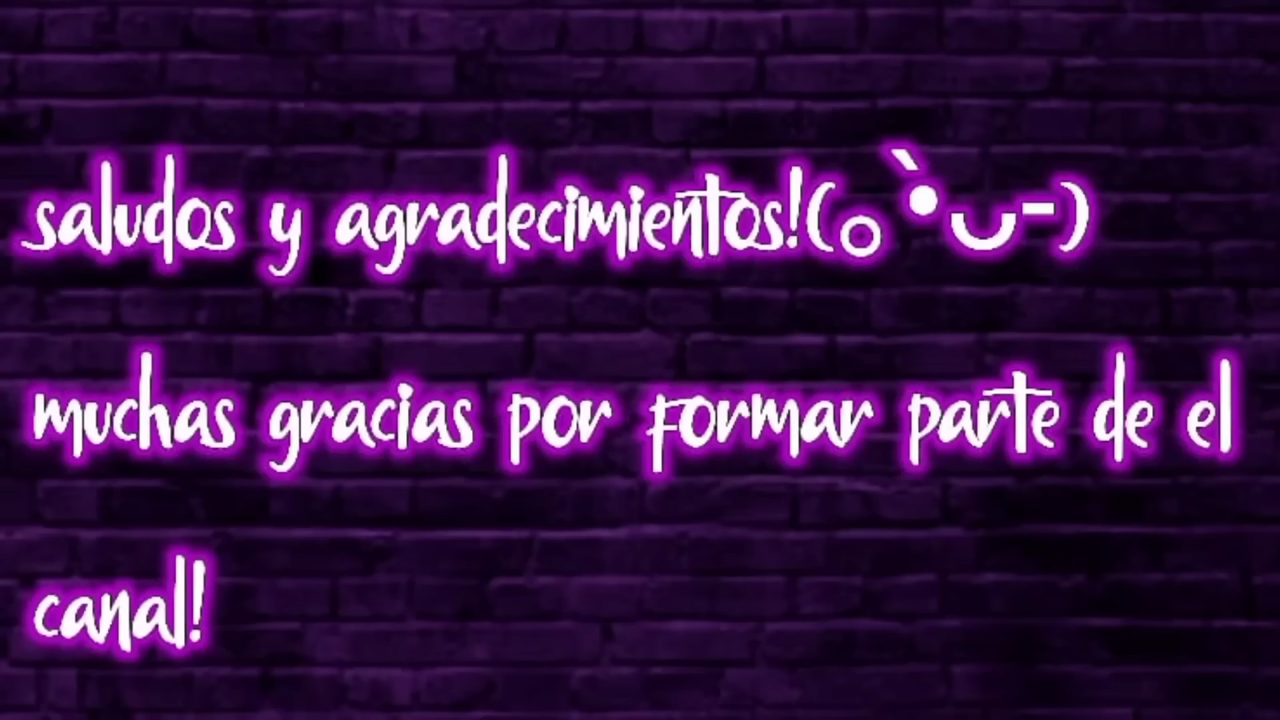 saludos y agradecimientos!(｡•̀ᴗ-)
muchas gracias por formar parte de el
canal!